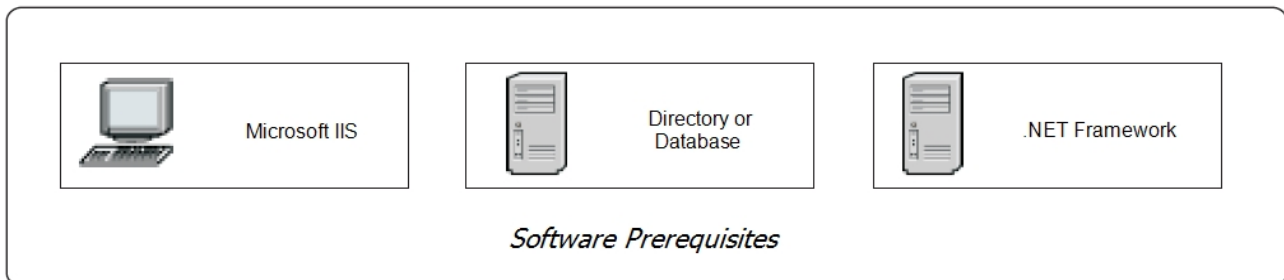 Microsoft IIS
Directory or
Database
.NET Framework
Software Prerequisites